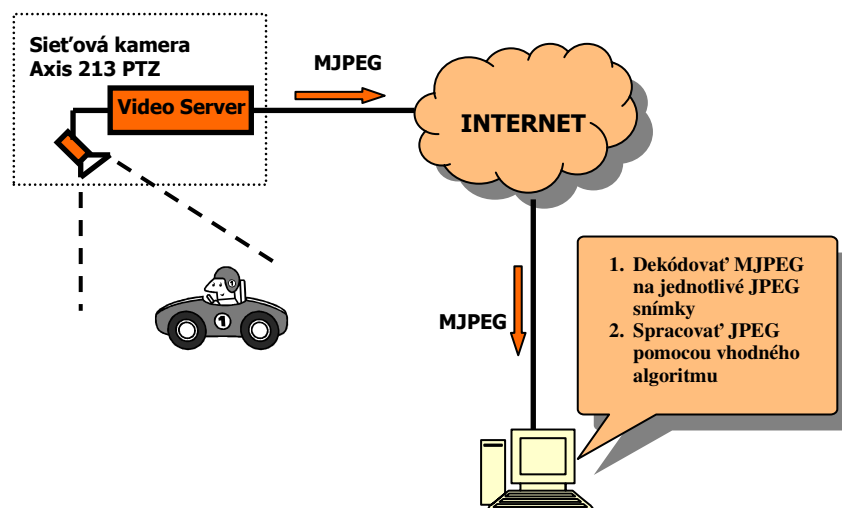 Sieťová kamera
Axis 213 PTZ
Video Server
MJPEG
INTERNET
1
1
MJPEG
1. Dekódovať MJPEG
na jednotlivé JPEG
snímky
2. Spracovať JPEG
pomocou vhodného
algoritmu